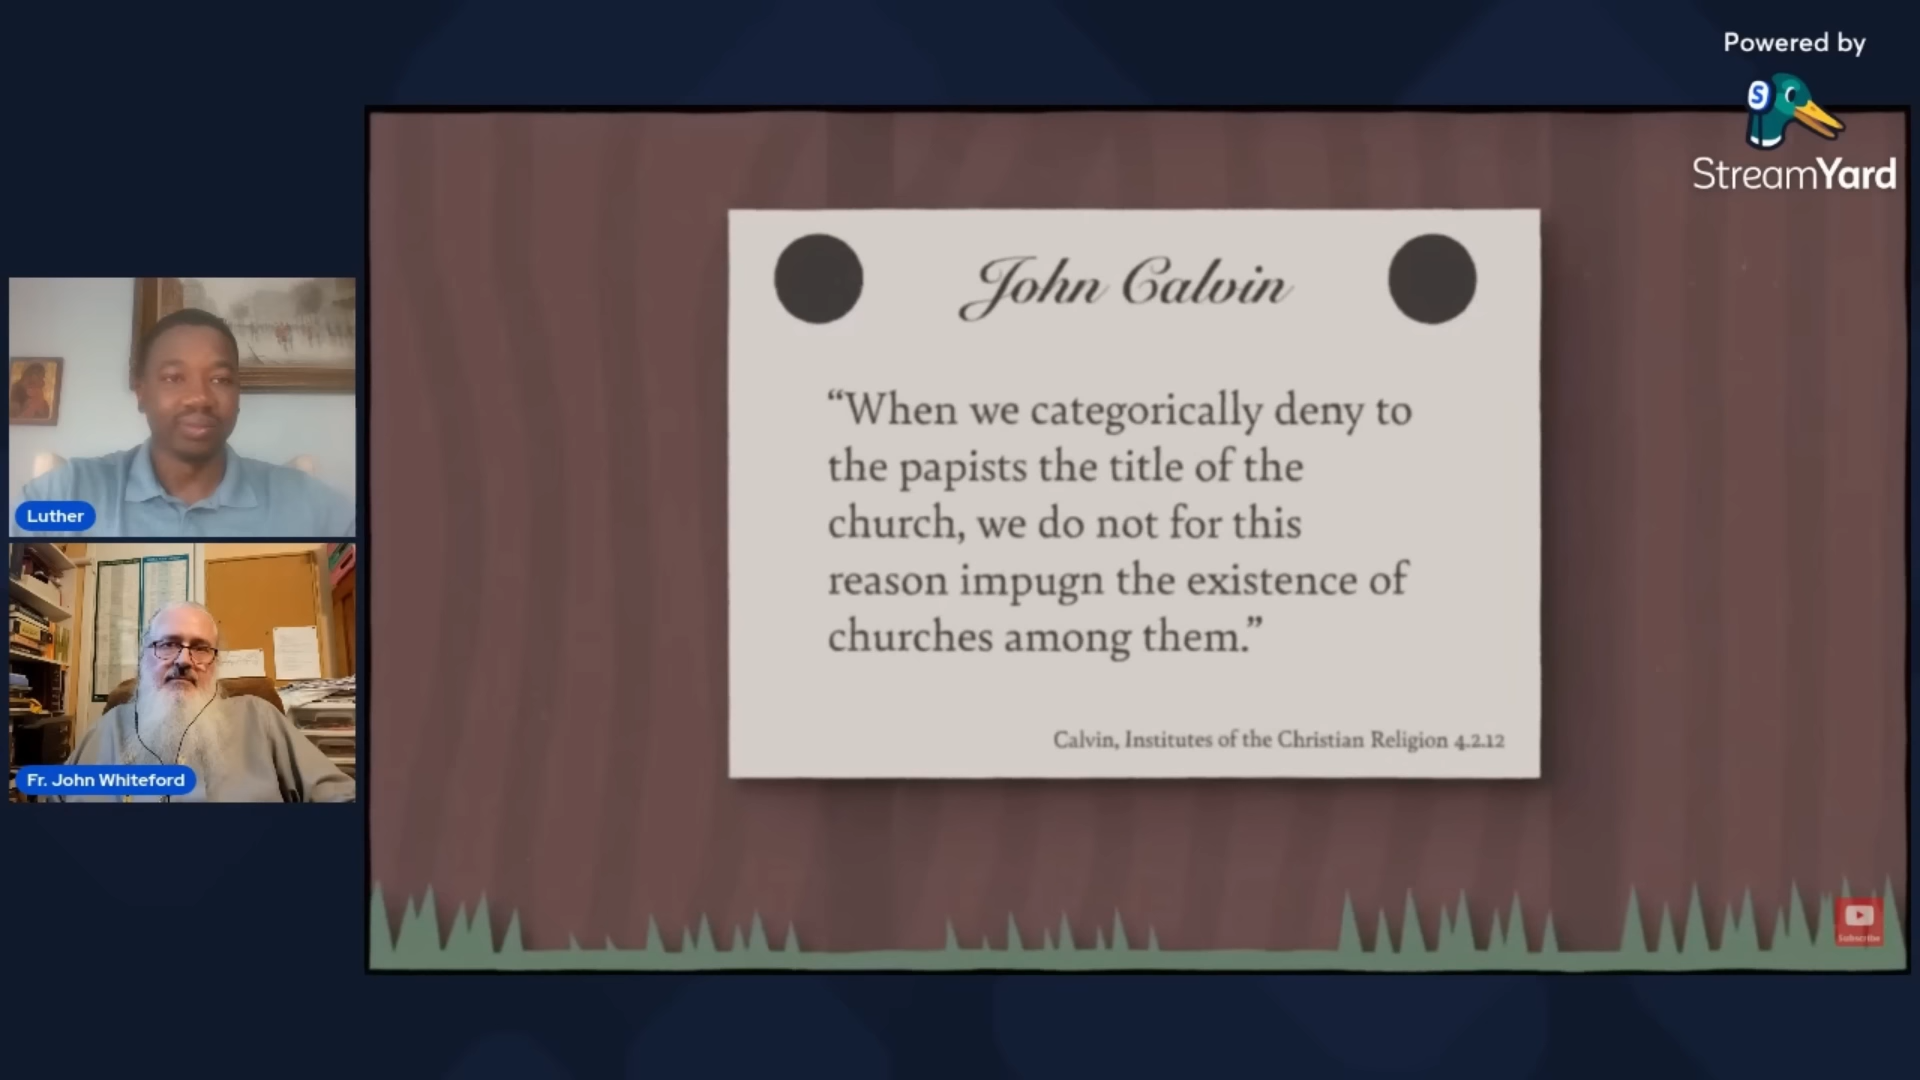 Powered by
StreamYard
John Calvin
“When we categorically deny to
the papists the title of the
church, we do not for this
reason impugn the existence of
churches among them.”
Calvin, Institutes of the Christian Religion 4.2.12
Luther
Fr. John Whiteford
Subscribe